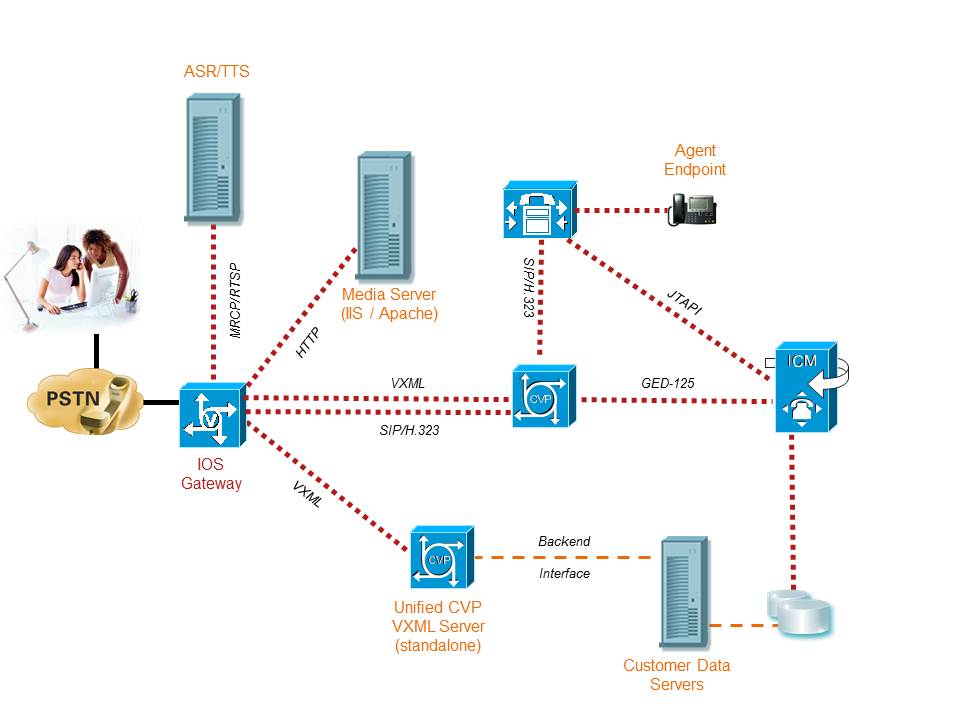 ASR/TTS
Agent
Endpoint
MRCP/RTSP
HTTP
Media Server
(IIS / Apache)
SIP/H.323
JTAPI
PSTN
V
IOS
Gateway
VXML
SIP/H.323
CVP
GED-125
ICM
VXML
CVP
Unified CVP
VXML Server
(standalone)
Backend
Interface
Customer Data
Servers